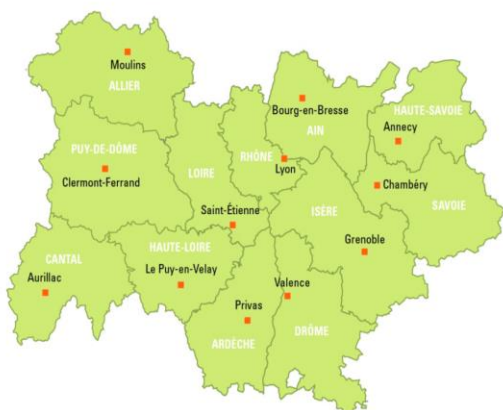 Moulins
ALLIER
Bourg-en-Bresse
AIN
HAUTE-SAVOIE
Annecy
PUY-DE-DÔME
Clermont-Ferrand
LOIRE
RHÔNE
Lyon
Chambéry
SAVOIE
Saint-Étienne
ISÈRE
CANTAL
Aurillac
HAUTE-LOIRE
Le Puy-en-Velay
Grenoble
Valence
Privas
ARDÈCHE
DRÔME